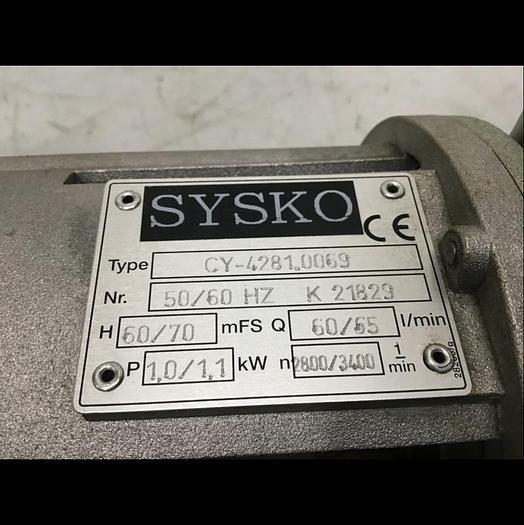 SYSKO CE
Type CY-4281.0069
Nr. 50/60 HZ K 21829
H 60/70 mFS Q 60/65 l/min
P 1,0/1,1 kW n 2800/3400 1/min